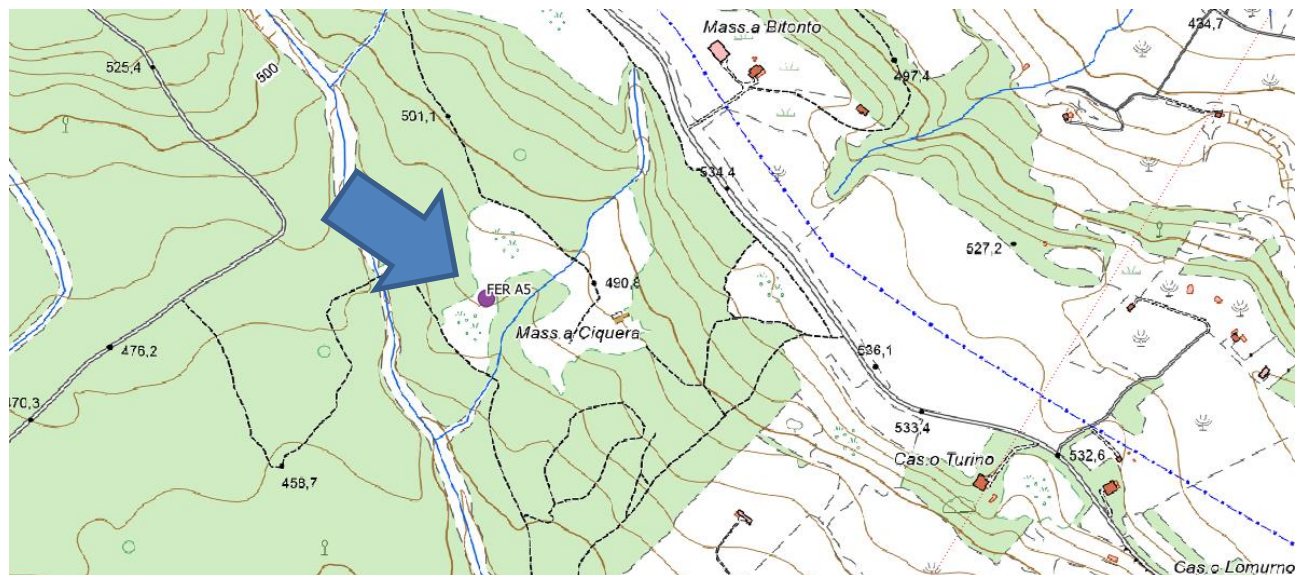 Mass.a Bitonto
434,7
525,4
500
497,4
501,1
534,4
527,2
FER A5
490,8
Mass.a Ciquera
476,2
536,1
470,3
533,4
532,6
Cas.o Turino
458,7
Cas.o Lomurno